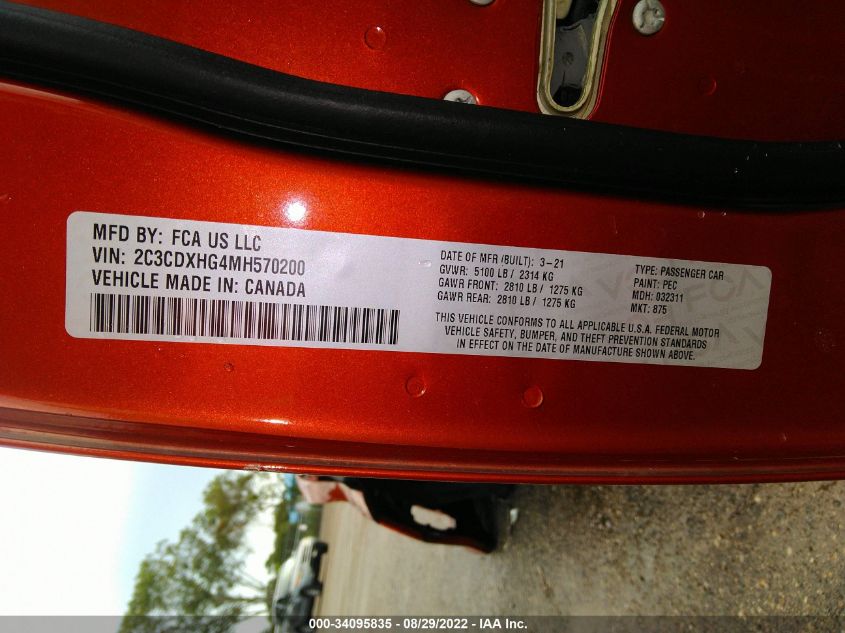 MFD BY: FCA US LLC
VIN: 2C3CDXHG4MH570200
VEHICLE MADE IN: CANADA
DATE OF MFR (BUILT): 3-21
GVWR: 5100 LB / 2314 KG
GAWR FRONT: 2810 LB / 1275 KG
GAWR REAR: 2810 LB / 1275 KG
TYPE: PASSENGER CAR
PAINT: PEC
MDH: 032311
MKT: 875
THIS VEHICLE CONFORMS TO ALL APPLICABLE U.S.A. FEDERAL MOTOR
VEHICLE SAFETY, BUMPER, AND THEFT PREVENTION STANDARDS
IN EFFECT ON THE DATE OF MANUFACTURE SHOWN ABOVE.
000-34095835 - 08/29/2022 - IAA Inc.